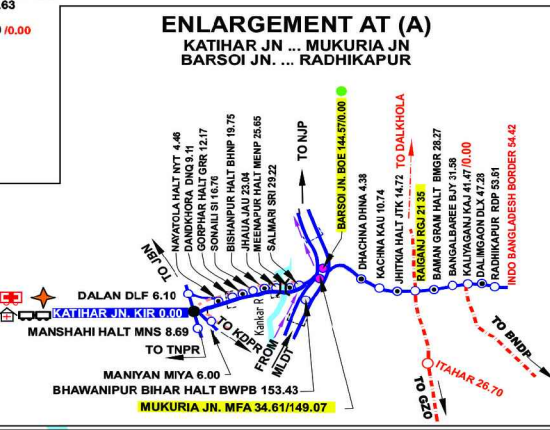 .63
/0.00
ENLARGEMENT AT (A)
KATIHAR JN ... MUKURIA JN
BARSOI JN. ... RADHIKAPUR
NAYATOLA HALT NYT 4.46
DANDKHORA DNQ 9.11
GORPHAR HALT GRR 12.17
SONAILI SI 16.76
BISHANPUR HALT BHNP 19.75
JHAUA JAU 23.04
MEENAPUR HALT MENP 25.65
SALMARI SRI 29.22
TO NJP
BARSOI JN. BOE 144.57/0.00
DHACHNA DHNA 4.38
KACHNA KAU 10.74
JHITKIA HALT JTK 14.72
TO DALKHOLA
RAIGANJ RGJ 21 35
BAMAN GRAM HALT BMGR 28.27
BANGALBAREE BJY 31.58
KALIYAGANJ KAJ 41.47/0.00
DALIMGAON DLX 47.28
RADHIKAPUR RDP 53.61
INDO BANGLADESH BORDER 54.42
TO JBN
DALAN DLF 6.10
KATIHAR JN. KIR 0.00
MANSHAHI HALT MNS 8.69
TO TNPR
TO KDPR
Kankar R
FROM
MLDT
MANIYAN MIYA 6.00
BHAWANIPUR BIHAR HALT BWPB 153.43
MUKURIA JN. MFA 34.61/149.07
TO BNDP
ITAHAR 26.70
TO GZO